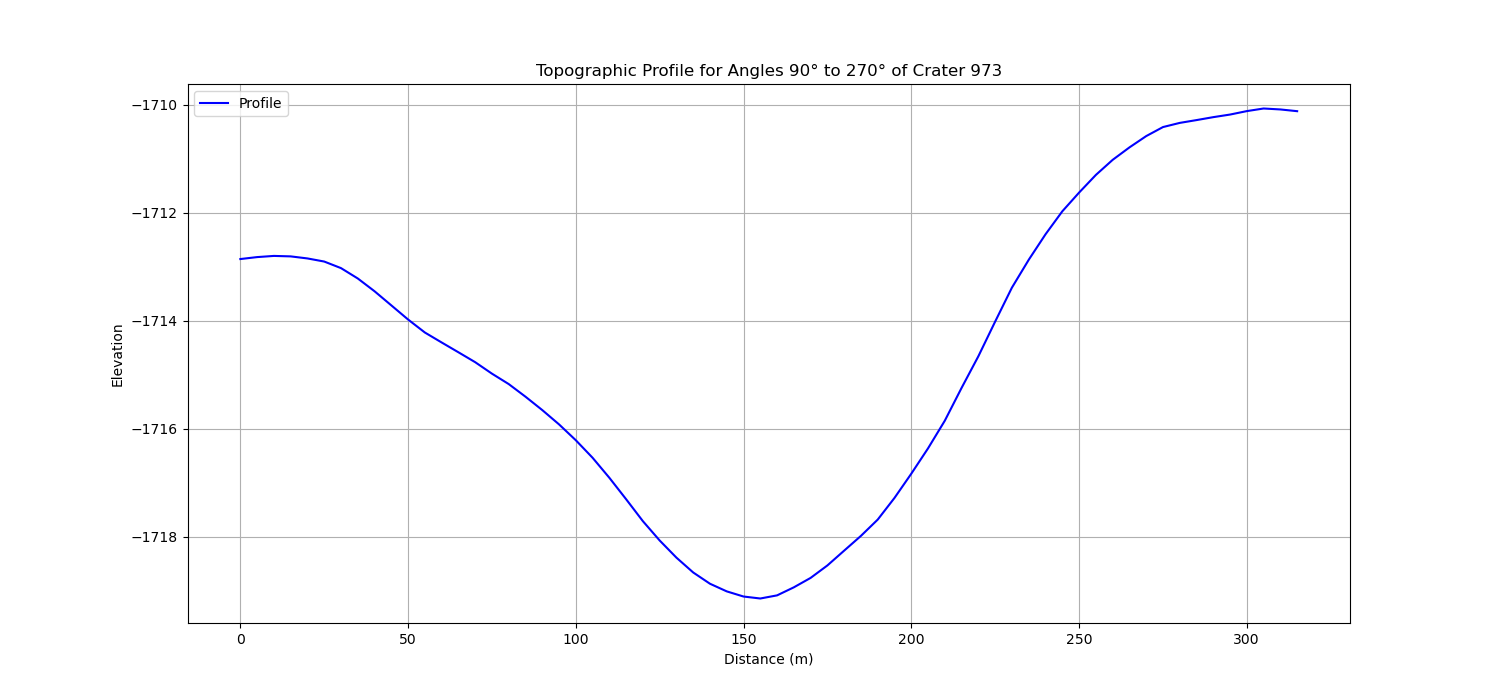 Topographic Profile for Angles 90° to 270° of Crater 973
Profile
−1710
−1712
−1714
−1716
−1718
Elevation
0 50 100 150 200 250 300
Distance (m)